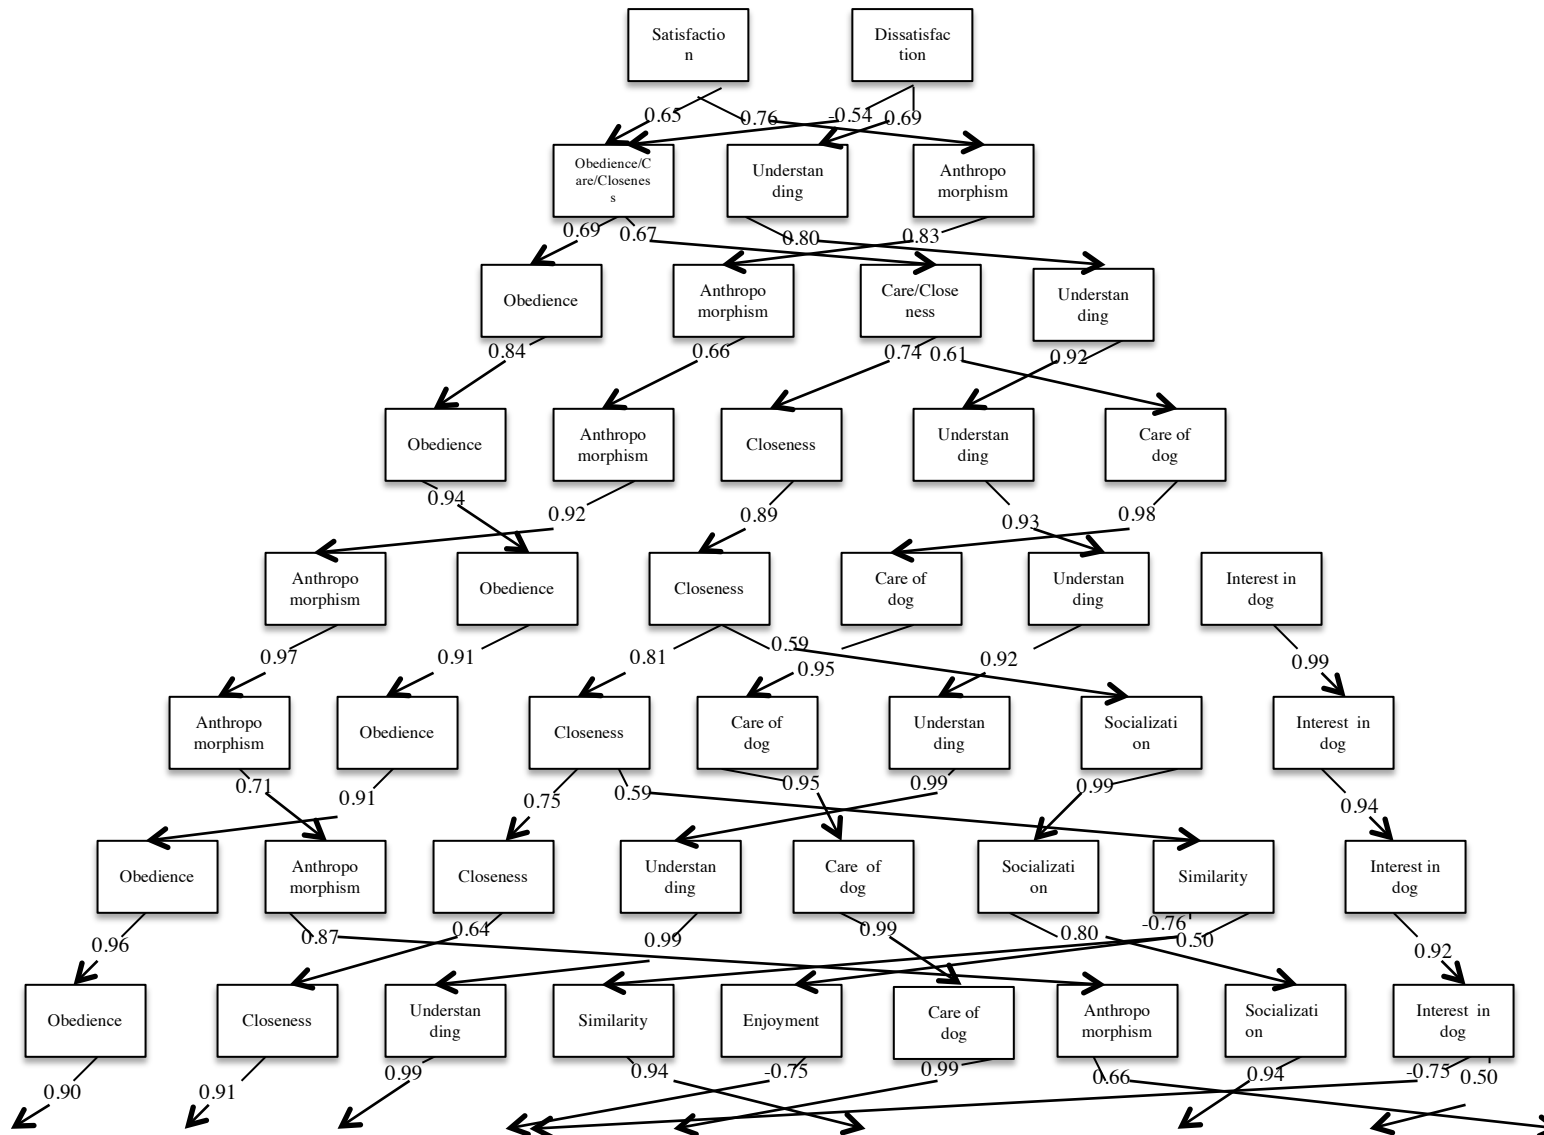 Satisfactio
n
Dissatisfac
tion
0.65
0.76
-0.54
0.69
Obedience/C
are/Closenes
s
Understan
ding
Anthropo
morphism
0.69
0.67
0.80
0.83
Obedience
Anthropo
morphism
Care/Close
ness
Understan
ding
0.84
0.66
0.74
0.61
0.92
Obedience
Anthropo
morphism
Closeness
Understan
ding
Care of
dog
0.94
0.92
0.89
0.93
0.98
Anthropo
morphism
Obedience
Closeness
Care of
dog
Understan
ding
Interest in
dog
0.97
0.91
0.81
0.59
0.95
0.92
0.99
Anthropo
morphism
Obedience
Closeness
Care of
dog
Understan
ding
Socializati
on
Interest in
dog
0.71
0.91
0.75
0.59
0.95
0.99
0.99
0.94
Obedience
Anthropo
morphism
Closeness
Understan
ding
Care of
dog
Socializati
on
Similarity
Interest in
dog
0.96
0.87
0.64
0.99
0.99
0.80
-0.76
0.50
0.92
Obedience
Closeness
Understan
ding
Similarity
Enjoyment
Care of
dog
Anthropo
morphism
Socializati
on
Interest in
dog
0.90
0.91
0.99
0.94
-0.75
0.99
0.66
0.94
-0.75
0.50